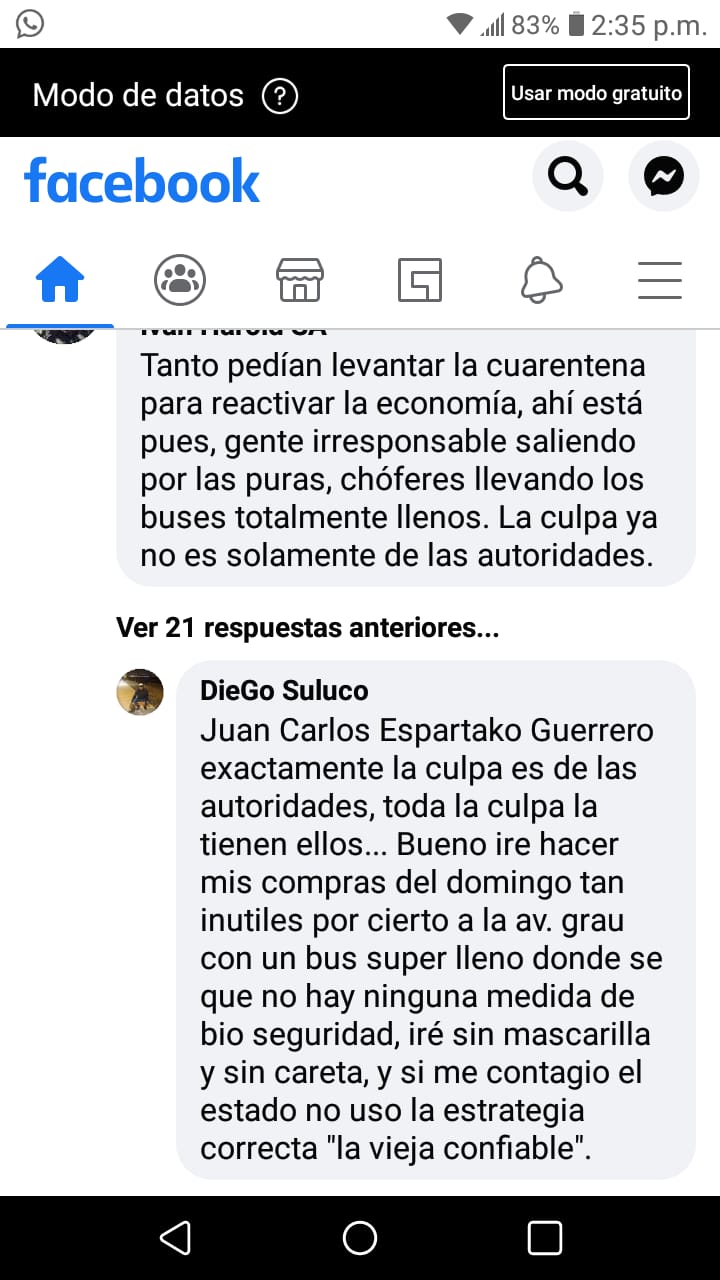 83% 2:35 p.m.
Modo de datos ? Usar modo gratuito
facebook
Tanto pedían levantar la cuarentena
para reactivar la economía, ahí está
pues, gente irresponsable saliendo
por las puras, chóferes llevando los
buses totalmente llenos. La culpa ya
no es solamente de las autoridades.
Ver 21 respuestas anteriores...
DieGo Suluco
Juan Carlos Espartako Guerrero
exactamente la culpa es de las
autoridades, toda la culpa la
tienen ellos... Bueno ire hacer
mis compras del domingo tan
inutiles por cierto a la av. grau
con un bus super lleno donde se
que no hay ninguna medida de
bio seguridad, iré sin mascarilla
y sin careta, y si me contagio el
estado no uso la estrategia
correcta "la vieja confiable".